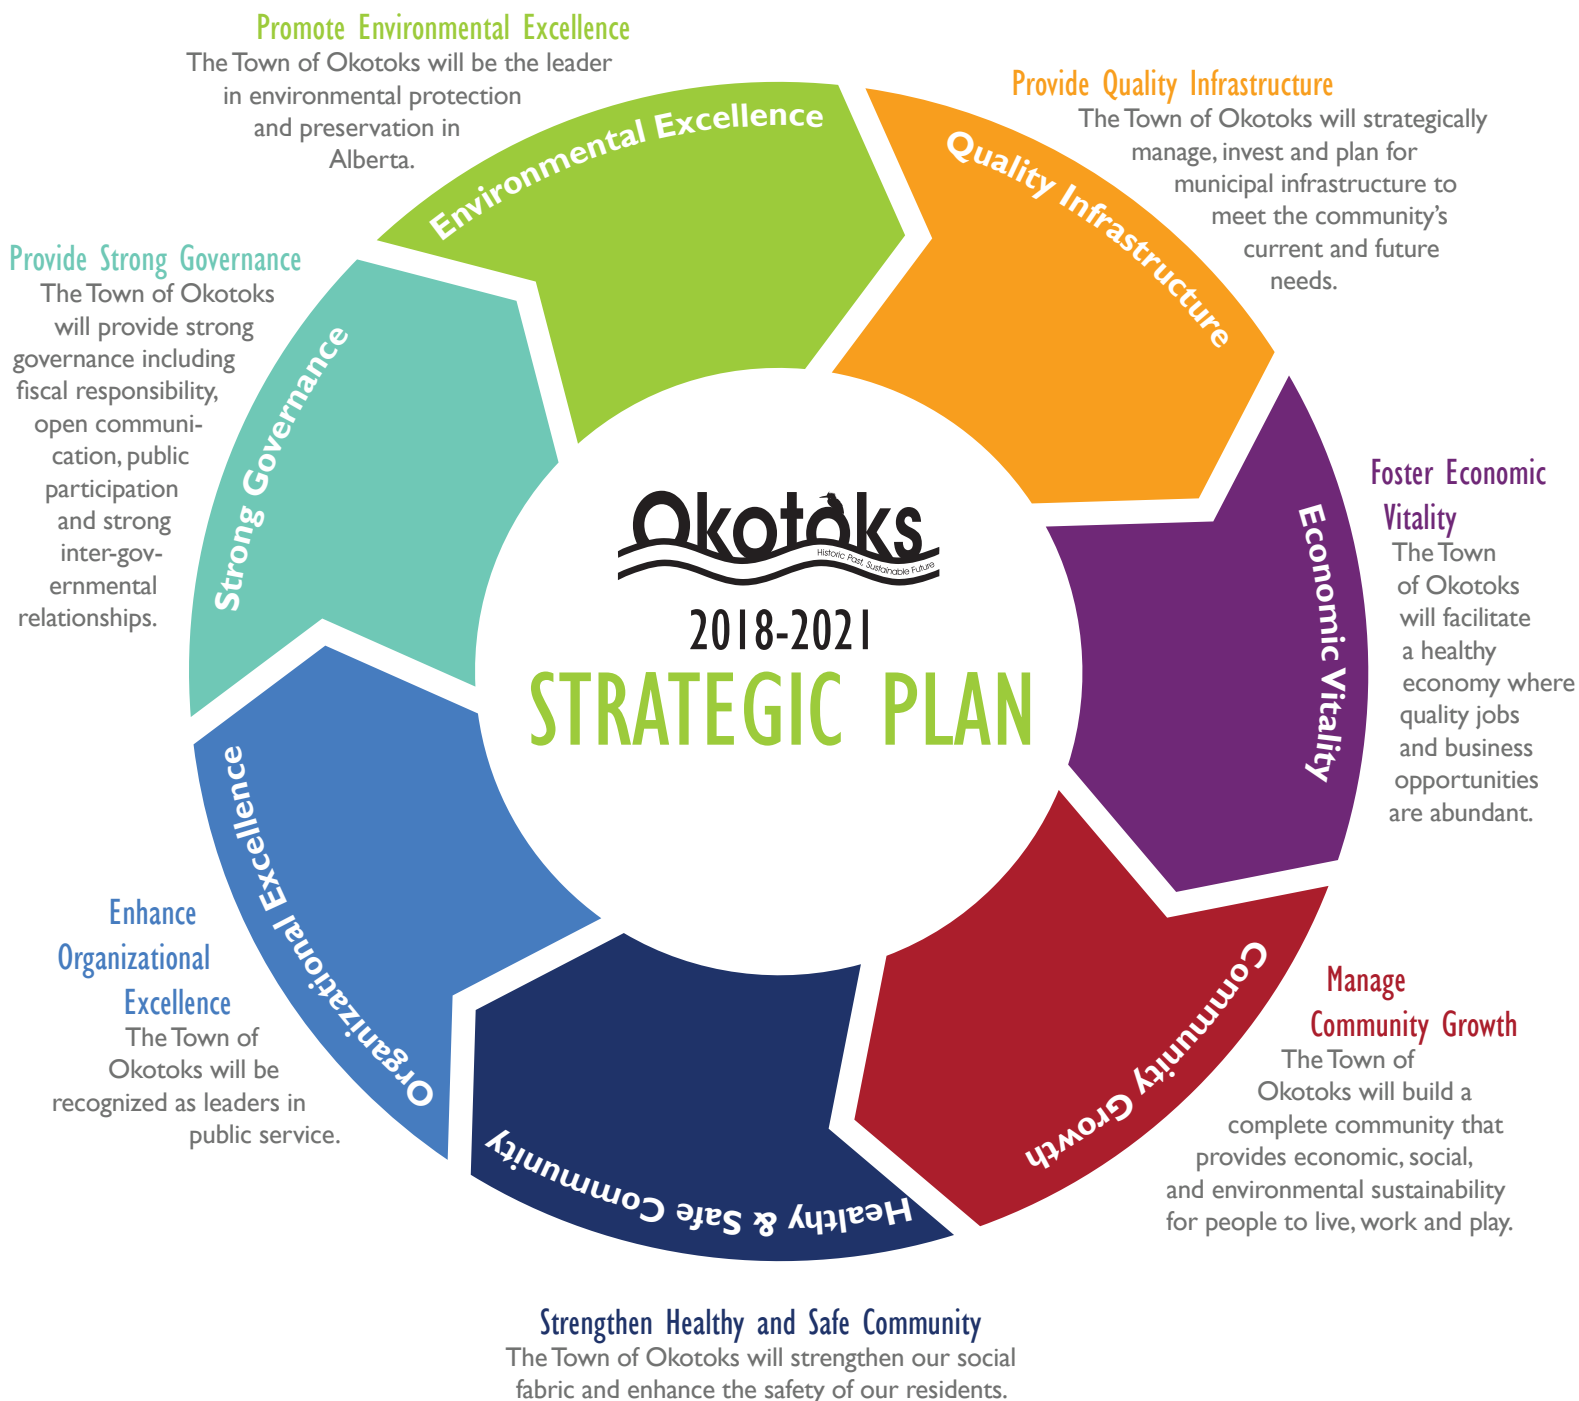 Promote Environmental Excellence
The Town of Okotoks will be the leader
in environmental protection
and preservation in
Alberta.
Provide Quality Infrastructure
The Town of Okotoks will strategically
manage, invest and plan for
municipal infrastructure to
meet the community's
current and future
needs.
Foster Economic
Vitality
The Town
of Okotoks
will facilitate
a healthy
economy where
quality jobs
and business
opportunities
are abundant.
Manage
Community Growth
The Town of
Okotoks will build a
complete community that
provides economic, social,
and environmental sustainability
for people to live, work and play.
Strengthen Healthy and Safe Community
The Town of Okotoks will strengthen our social
fabric and enhance the safety of our residents.
Enhance
Organizational
Excellence
The Town of
Okotoks will be
recognized as leaders in
public service.
Provide Strong Governance
The Town of Okotoks
will provide strong
governance including
fiscal responsibility,
open communi-
cation, public
participation
and strong
inter-gov-
ernmental
relationships.
Environmental Excellence
Quality Infrastructure
Economic Vitality
Community Growth
Healthy & Safe Community
Organizational Excellence
Strong Governance
Okotoks
Historic Past, Sustainable Future
2018-2021
STRATEGIC PLAN